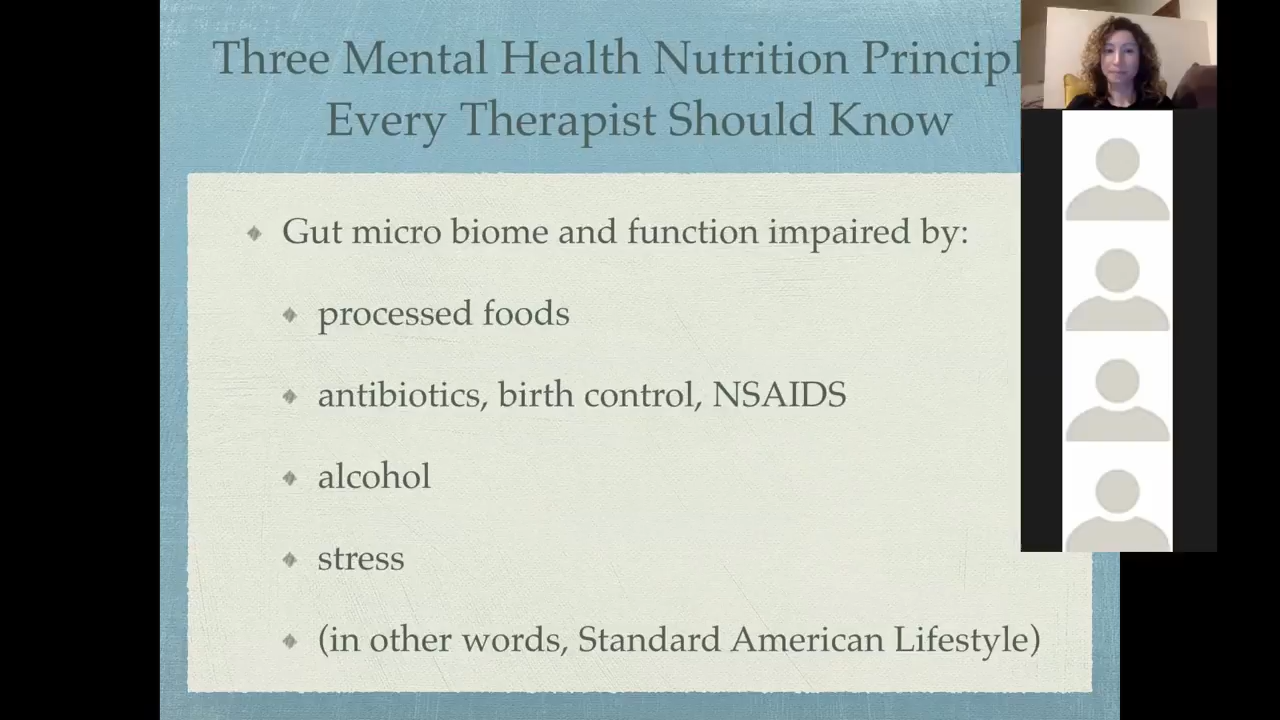 Three Mental Health Nutrition
Every Therapist Should Know
Gut micro biome and function impaired by:
processed foods
antibiotics, birth control, NSAIDS
alcohol
stress
(in other words, Standard American Lifestyle)